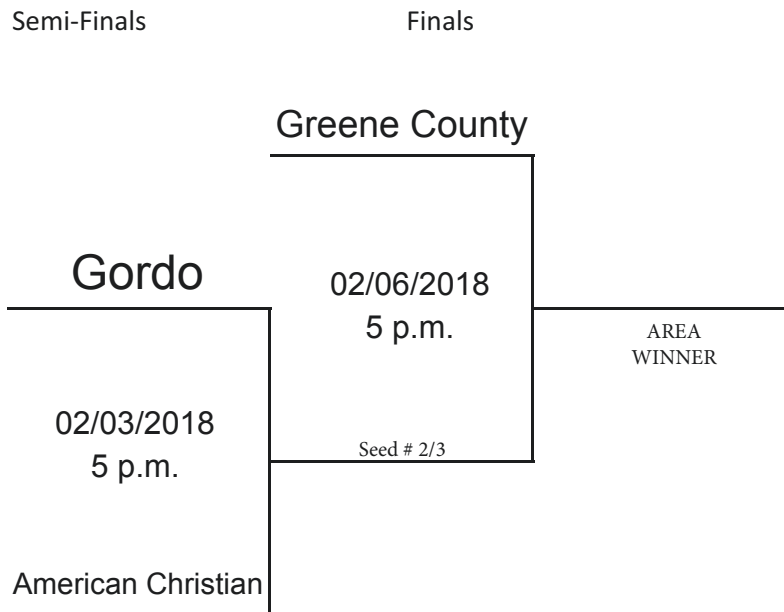 Semi-Finals
Finals
Greene County
Gordo
02/06/2018
5 p.m.
AREA
WINNER
02/03/2018
5 p.m.
Seed # 2/3
American Christian